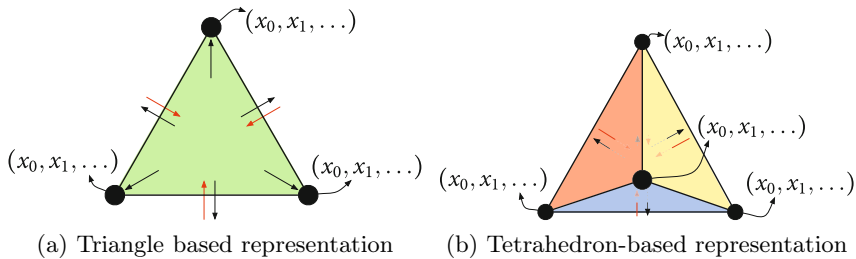 (x₀, x₁, …)
(x₀, x₁, …)
(x₀, x₁, …)
(a) Triangle based representation
(x₀, x₁, …)
(x₀, x₁, …)
(x₀, x₁, …)
(x₀, x₁, …)
(b) Tetrahedron-based representation